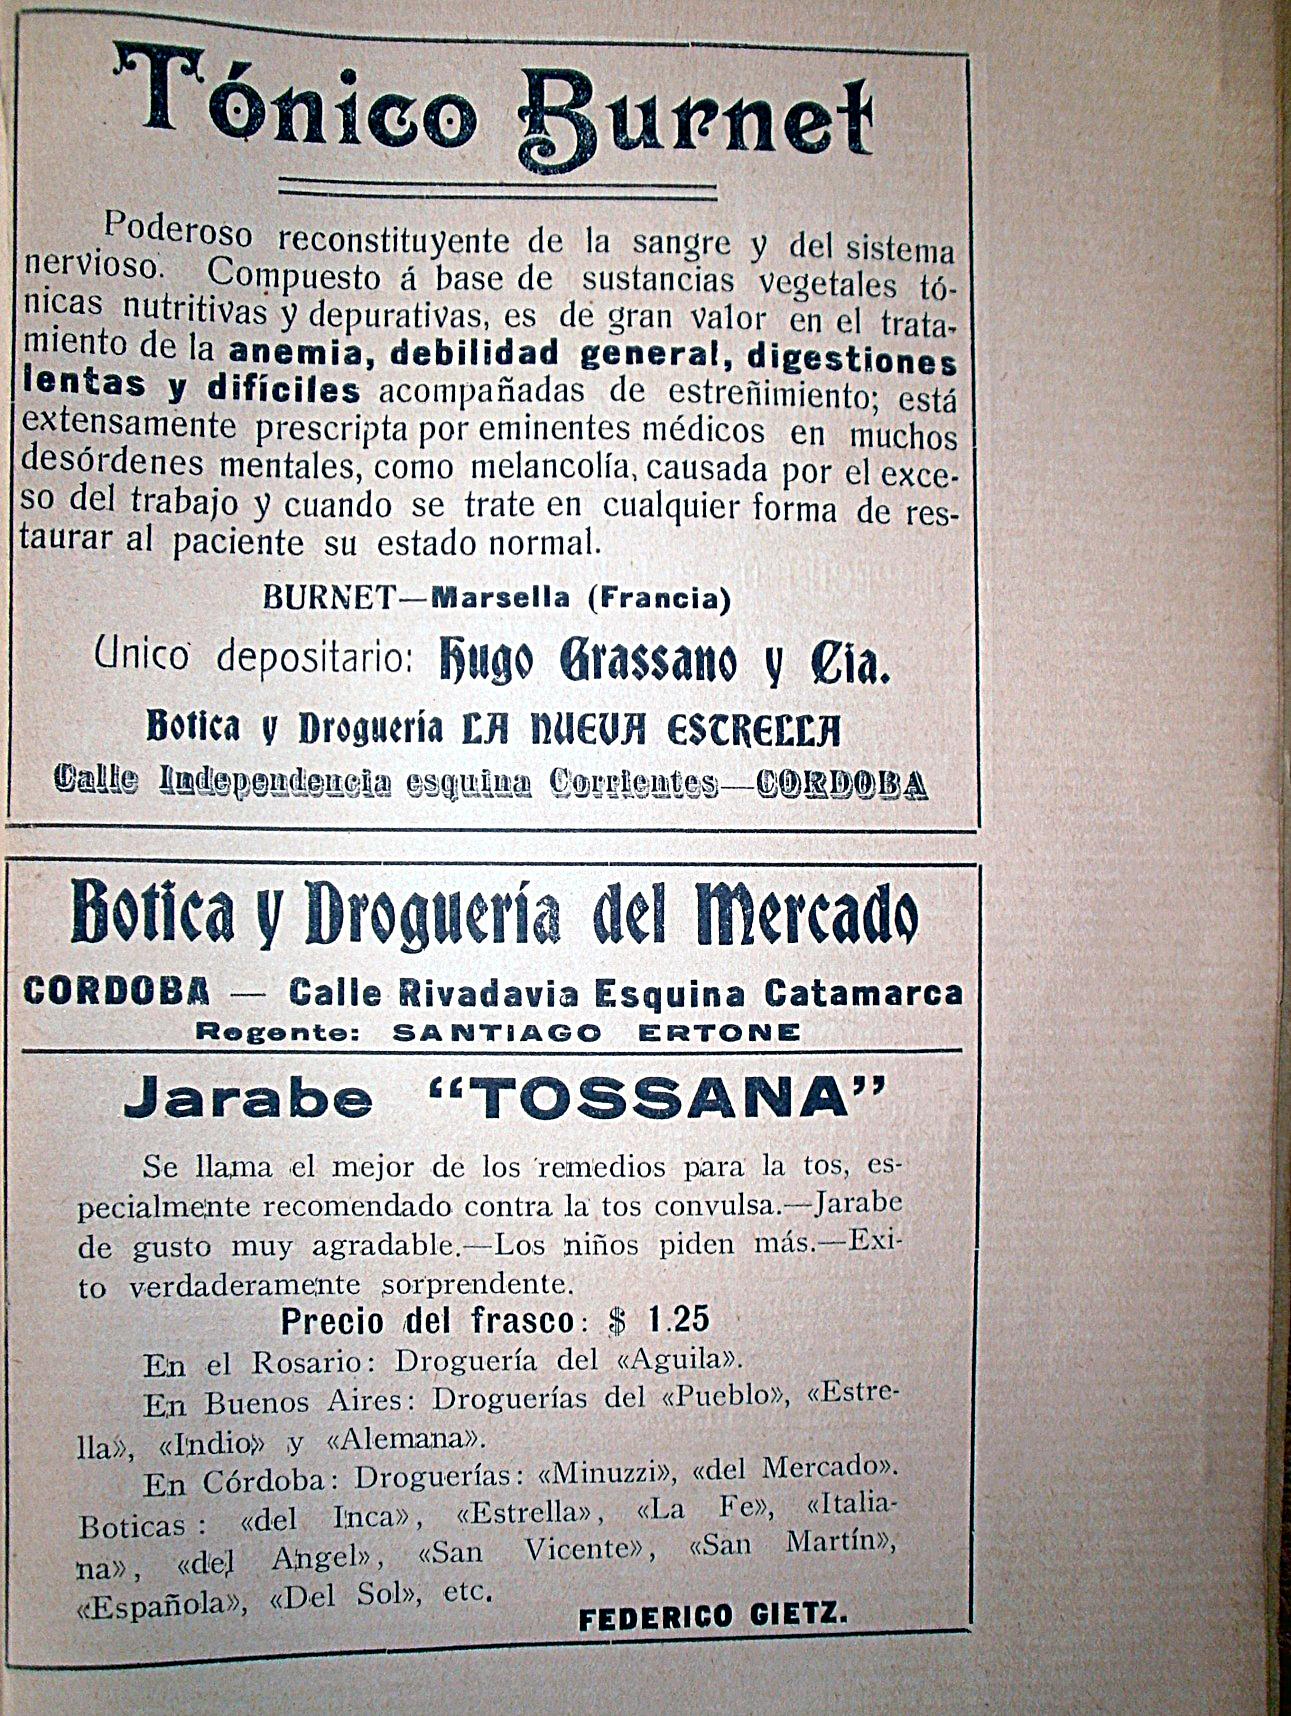 Tónico Burnet
Poderoso reconstituyente de la sangre y del sistema
nervioso. Compuesto á base de sustancias vegetales tó-
nicas nutritivas y depurativas, es de gran valor en el trata-
miento de la anemia, debilidad general, digestiones
lentas y difíciles acompañadas de estreñimiento; está
extensamente prescripta por eminentes médicos en muchos
desórdenes mentales, como melancolía, causada por el exce-
so del trabajo y cuando se trate en cualquier forma de res-
taurar al paciente su estado normal.
BURNET—Marsella (Francia)
Unico depositario: Hugo Grassano y Cia.
Botica y Droguería LA NUEVA ESTRELLA
Calle Independencia esquina Corrientes—CORDOBA
Botica y Droguería del Mercado
CORDOBA — Calle Rivadavia Esquina Catamarca
Regente: SANTIAGO ERTONE
Jarabe “TOSSANA”
Se llama el mejor de los remedios para la tos, es-
pecialmente recomendado contra la tos convulsa.—Jarabe
de gusto muy agradable.—Los niños piden más.—Exi-
to verdaderamente sorprendente.
Precio del frasco: $ 1.25
En el Rosario: Droguería del «Aguila».
En Buenos Aires: Droguerías del «Pueblo», «Estre-
lla», «Indio» y «Alemana».
En Córdoba: Droguerías: «Minuzzi», «del Mercado».
Boticas: «del Inca», «Estrella», «La Fe», «Italia-
na», «del Angel», «San Vicente», «San Martín»,
«Española», «Del Sol», etc.
FEDERICO GIETZ.